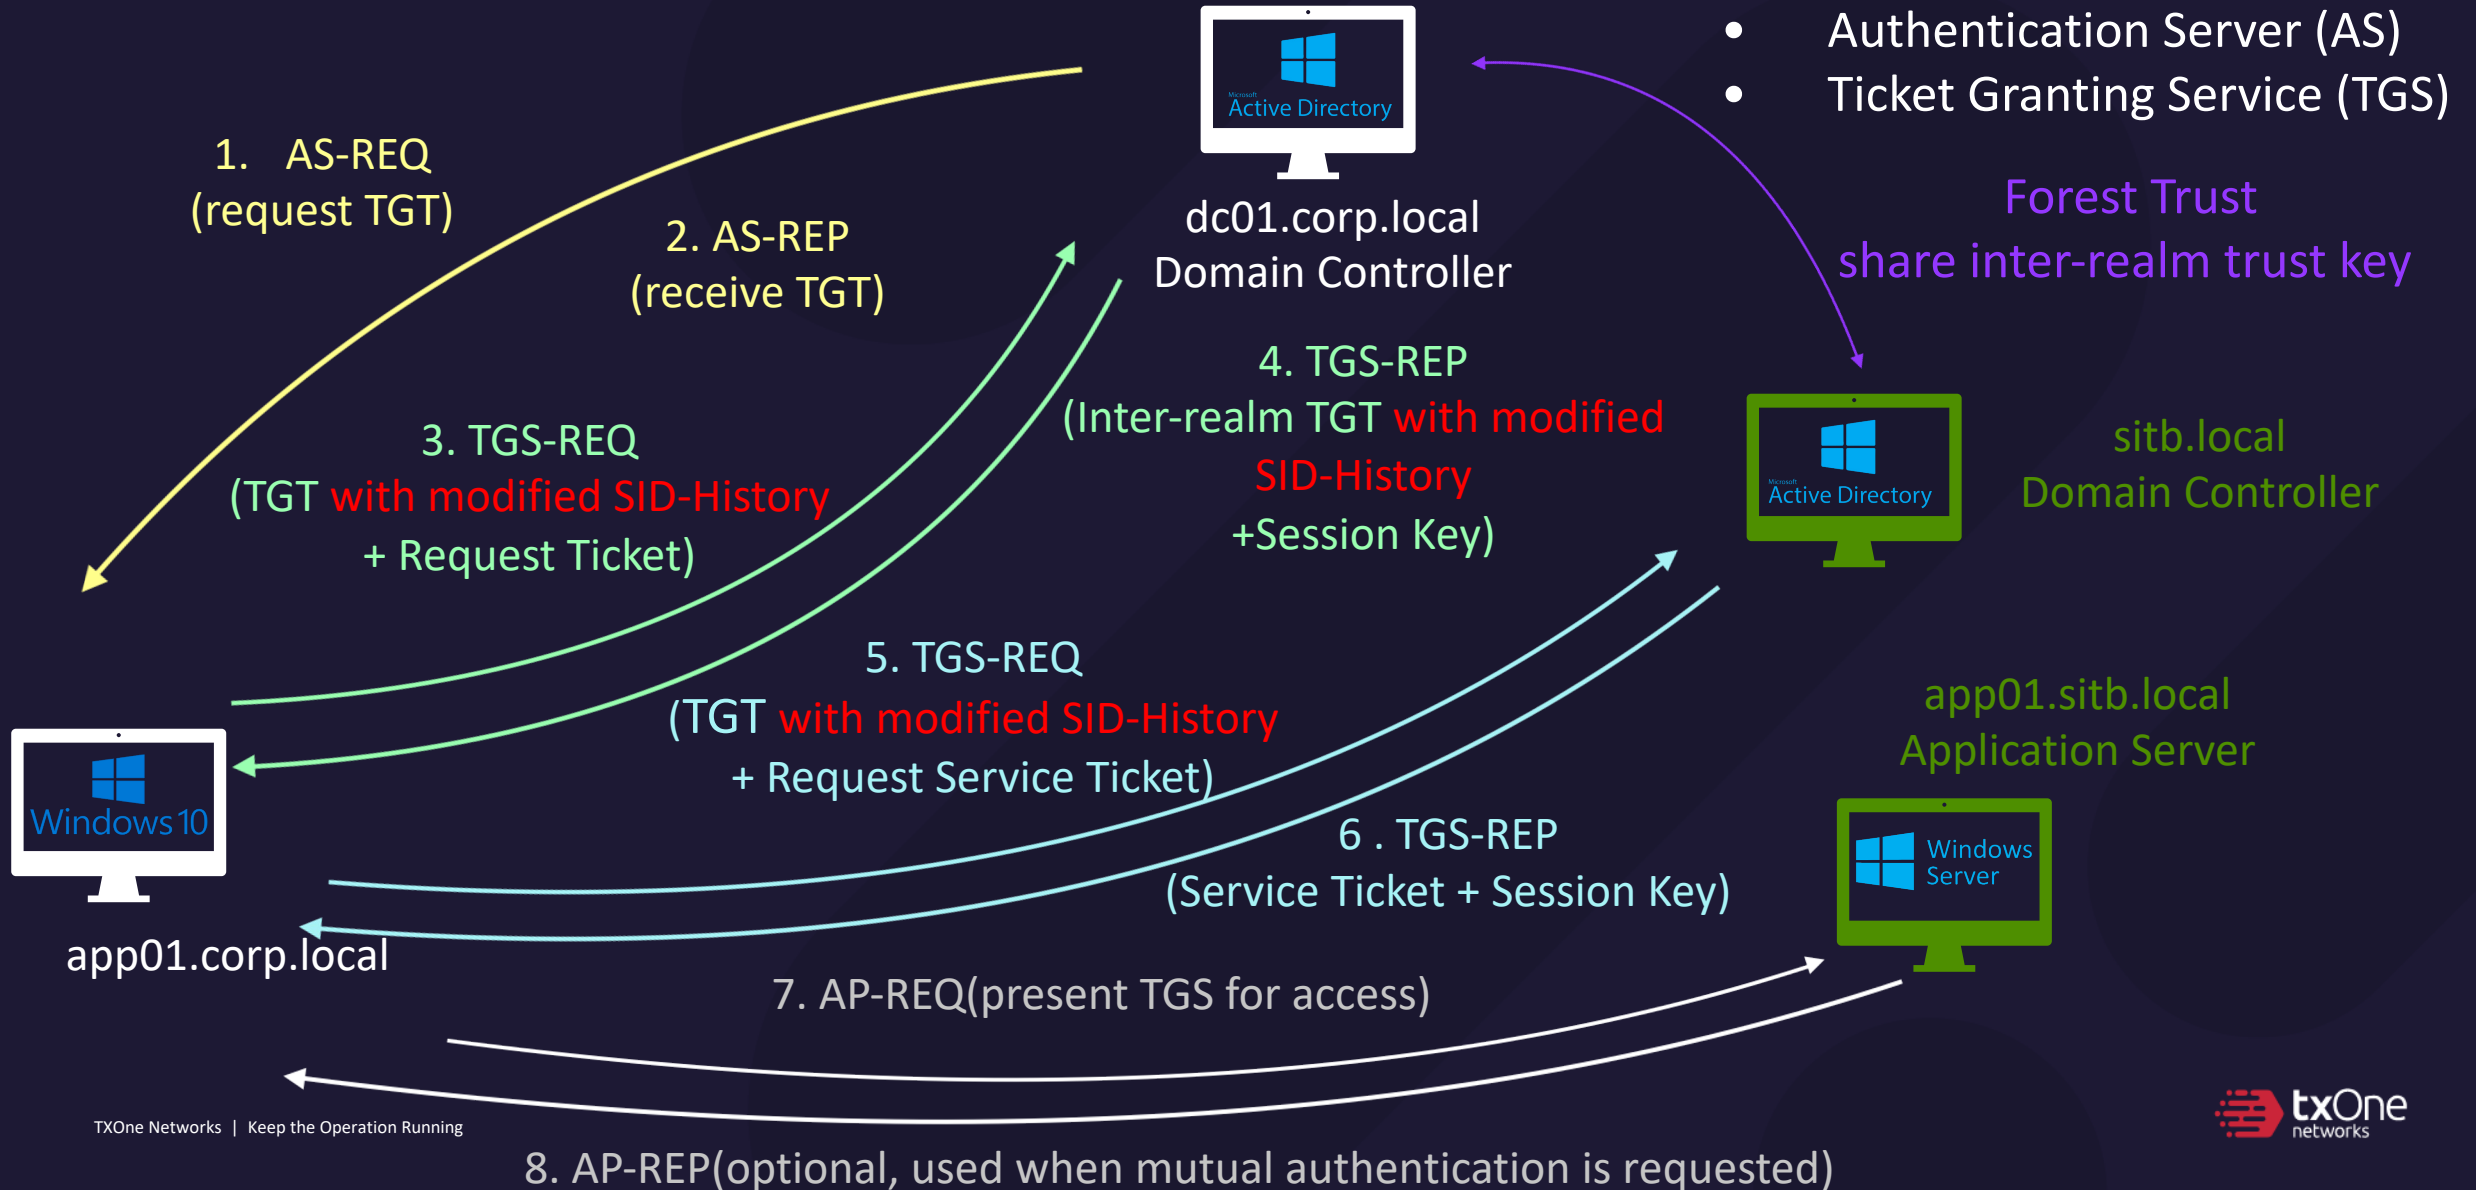 • Authentication Server (AS)
• Ticket Granting Service (TGS)
Microsoft
Active Directory
1. AS-REQ
(request TGT)
2. AS-REP
(receive TGT)
dc01.corp.local
Domain Controller
Forest Trust
share inter-realm trust key
3. TGS-REQ
(TGT with modified SID-History
+ Request Ticket)
4. TGS-REP
(Inter-realm TGT with modified
SID-History
+Session Key)
Microsoft
Active Directory
sitb.local
Domain Controller
5. TGS-REQ
(TGT with modified SID-History
+ Request Service Ticket)
app01.sitb.local
Application Server
Windows 10
6 . TGS-REP
(Service Ticket + Session Key)
Windows
Server
app01.corp.local
7. AP-REQ(present TGS for access)
TXOne Networks | Keep the Operation Running
txOne
networks
8. AP-REP(optional, used when mutual authentication is requested)